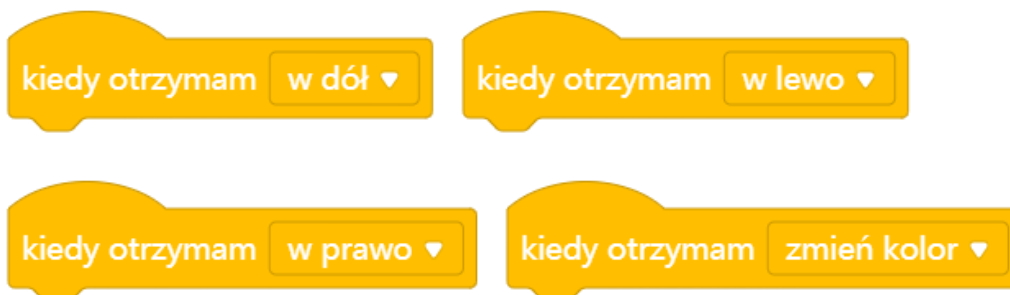 kiedy otrzymam w dół
kiedy otrzymam w lewo
kiedy otrzymam w prawo
kiedy otrzymam zmień kolor